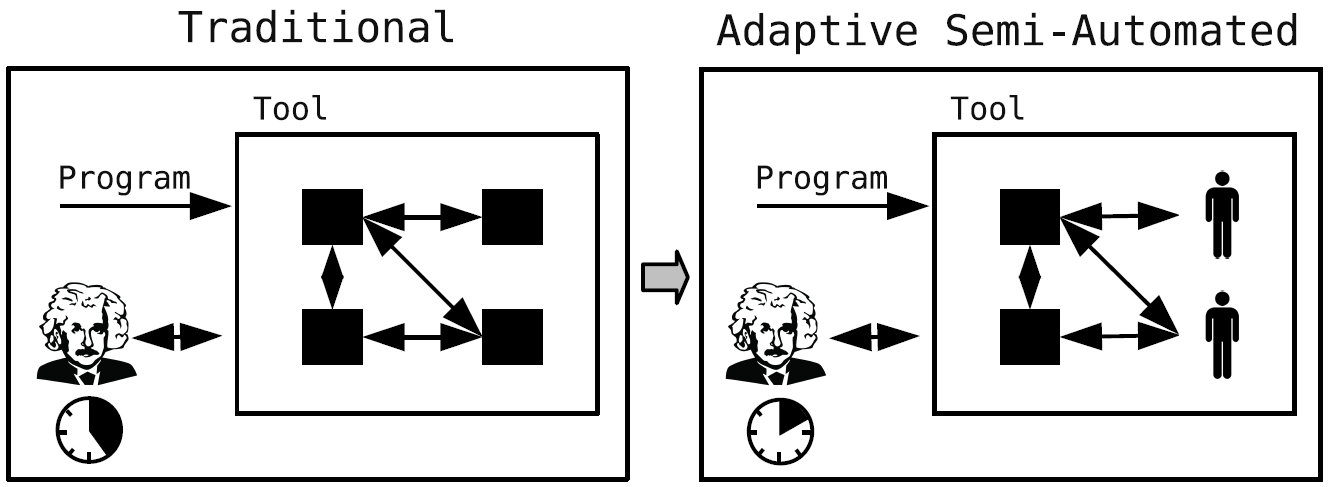 Traditional
Adaptive Semi-Automated
Tool
Program
Tool
Program